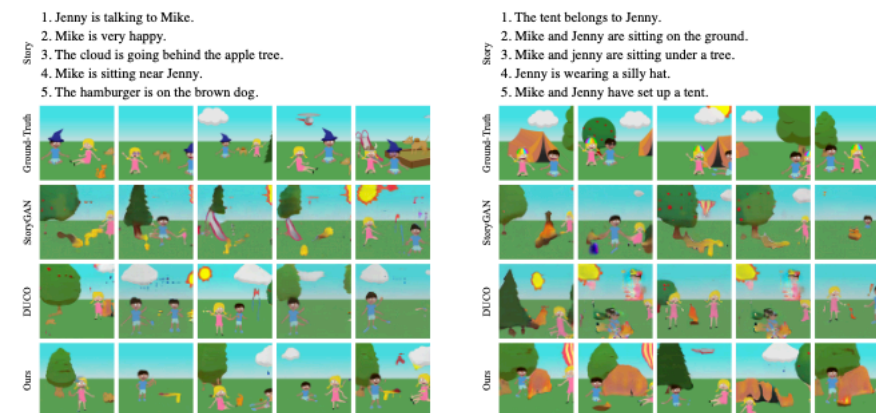 Story
1. Jenny is talking to Mike.
2. Mike is very happy.
3. The cloud is going behind the apple tree.
4. Mike is sitting near Jenny.
5. The hamburger is on the brown dog.
Ground-Truth
StoryGAN
DUCO
Ours
Story
1. The tent belongs to Jenny.
2. Mike and Jenny are sitting on the ground.
3. Mike and jenny are sitting under a tree.
4. Jenny is wearing a silly hat.
5. Mike and Jenny have set up a tent.
Ground-Truth
StoryGAN
DUCO
Ours